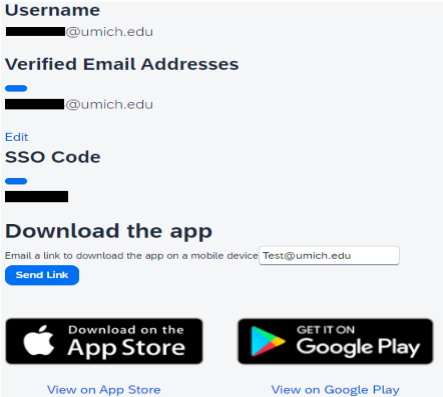 Username
@umich.edu
Verified Email Addresses
@umich.edu
Edit
SSO Code
Download the app
Email a link to download the app on a mobile device Test@umich.edu
Send Link
Download on the
App Store
GET IT ON
Google Play
View on App Store
View on Google Play